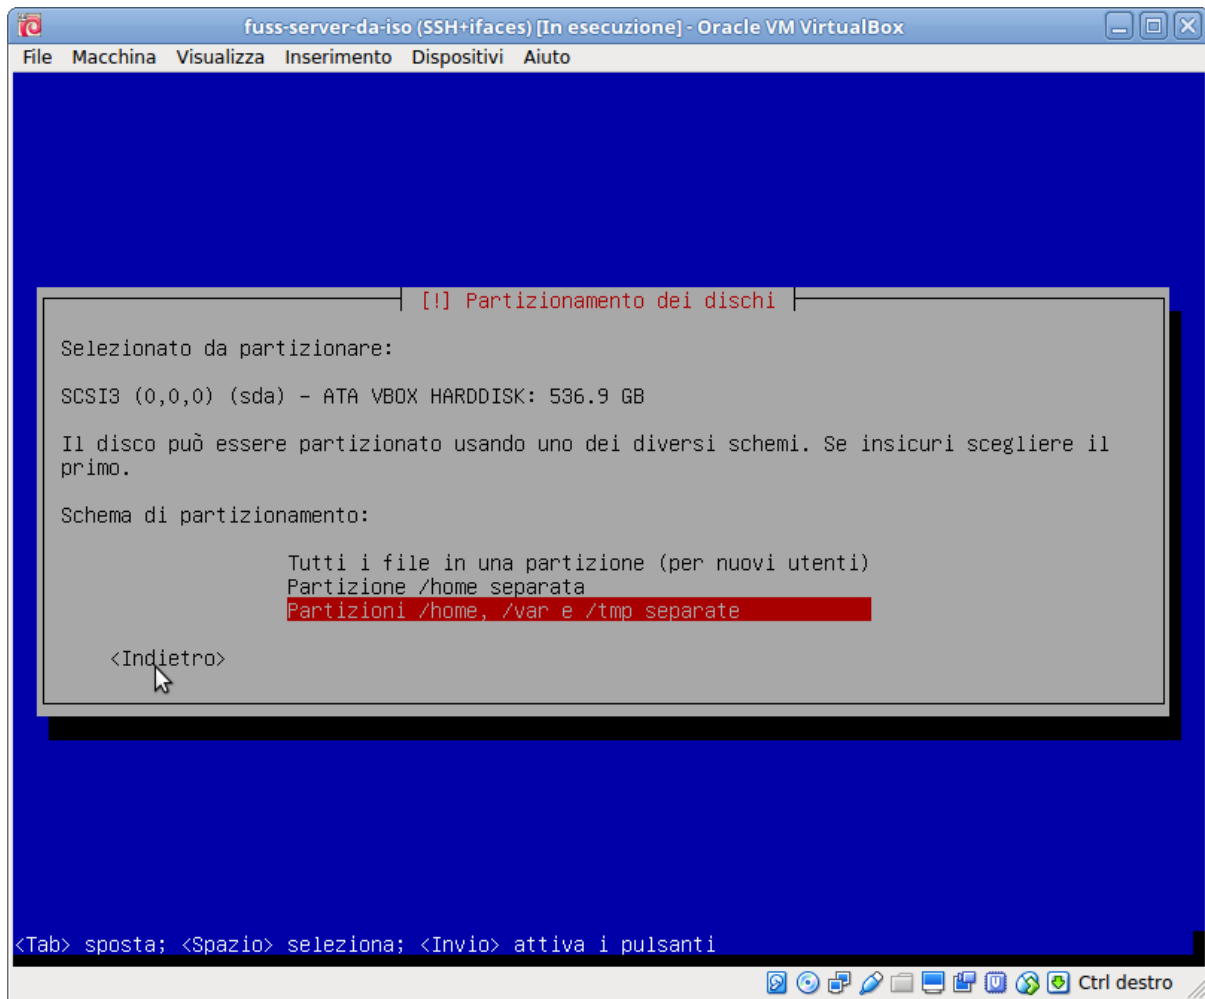 fuss-server-da-iso (SSH+ifaces) [In esecuzione] - Oracle VM VirtualBox
File Macchina Visualizza Inserimento Dispositivi Aiuto
[!] Partizionamento dei dischi
Selezionato da partizionare:
SCSI3 (0,0,0) (sda) - ATA VBOX HARDDISK: 536.9 GB
Il disco può essere partizionato usando uno dei diversi schemi. Se insicuri scegliere il
primo.
Schema di partizionamento:
Tutti i file in una partizione (per nuovi utenti)
Partizione /home separata
Partizioni /home, /var e /tmp separate
<Indietro>
<Tab> sposta; <Spazio> seleziona; <Invio> attiva i pulsanti
Ctrl destro